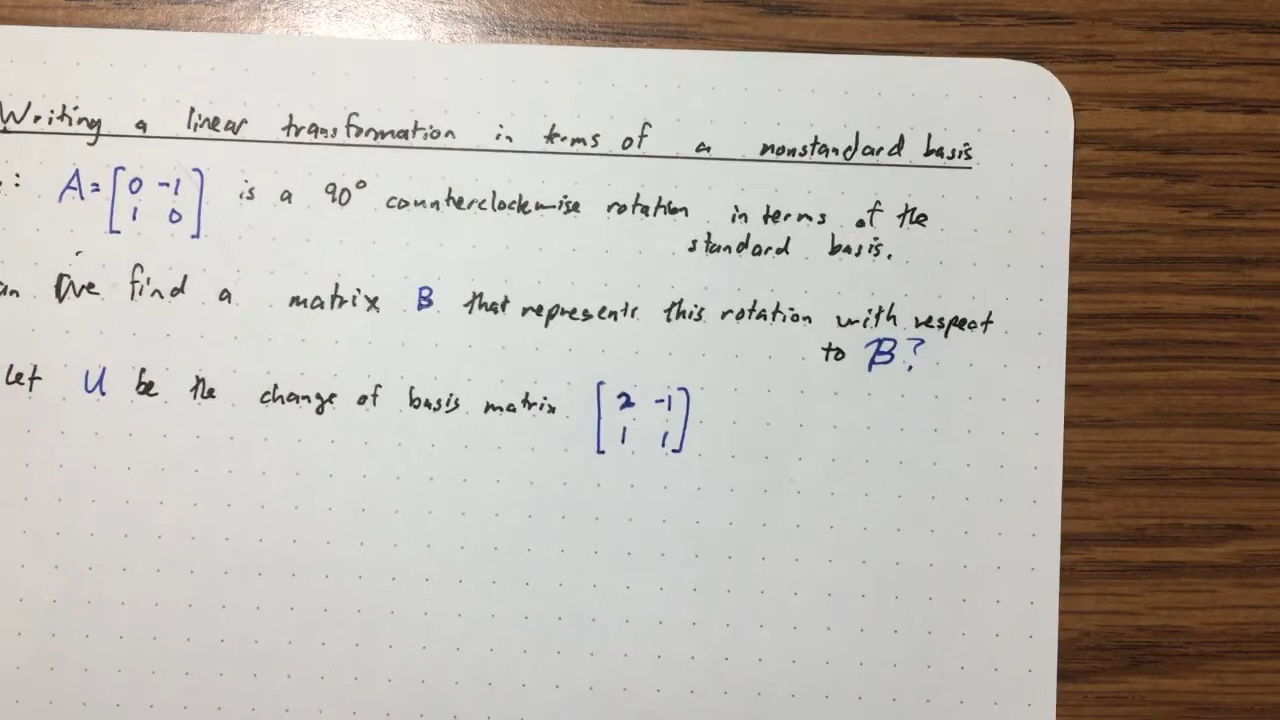 Writing a linear transformation in terms of a nonstandard basis
: A = [0 -1
1 0] is a 90° counterclockwise rotation in terms of the
standard basis.
we find a matrix B that represents this rotation with respect
to B?
Let U be the change of basis matrix [2 -1
1 1]